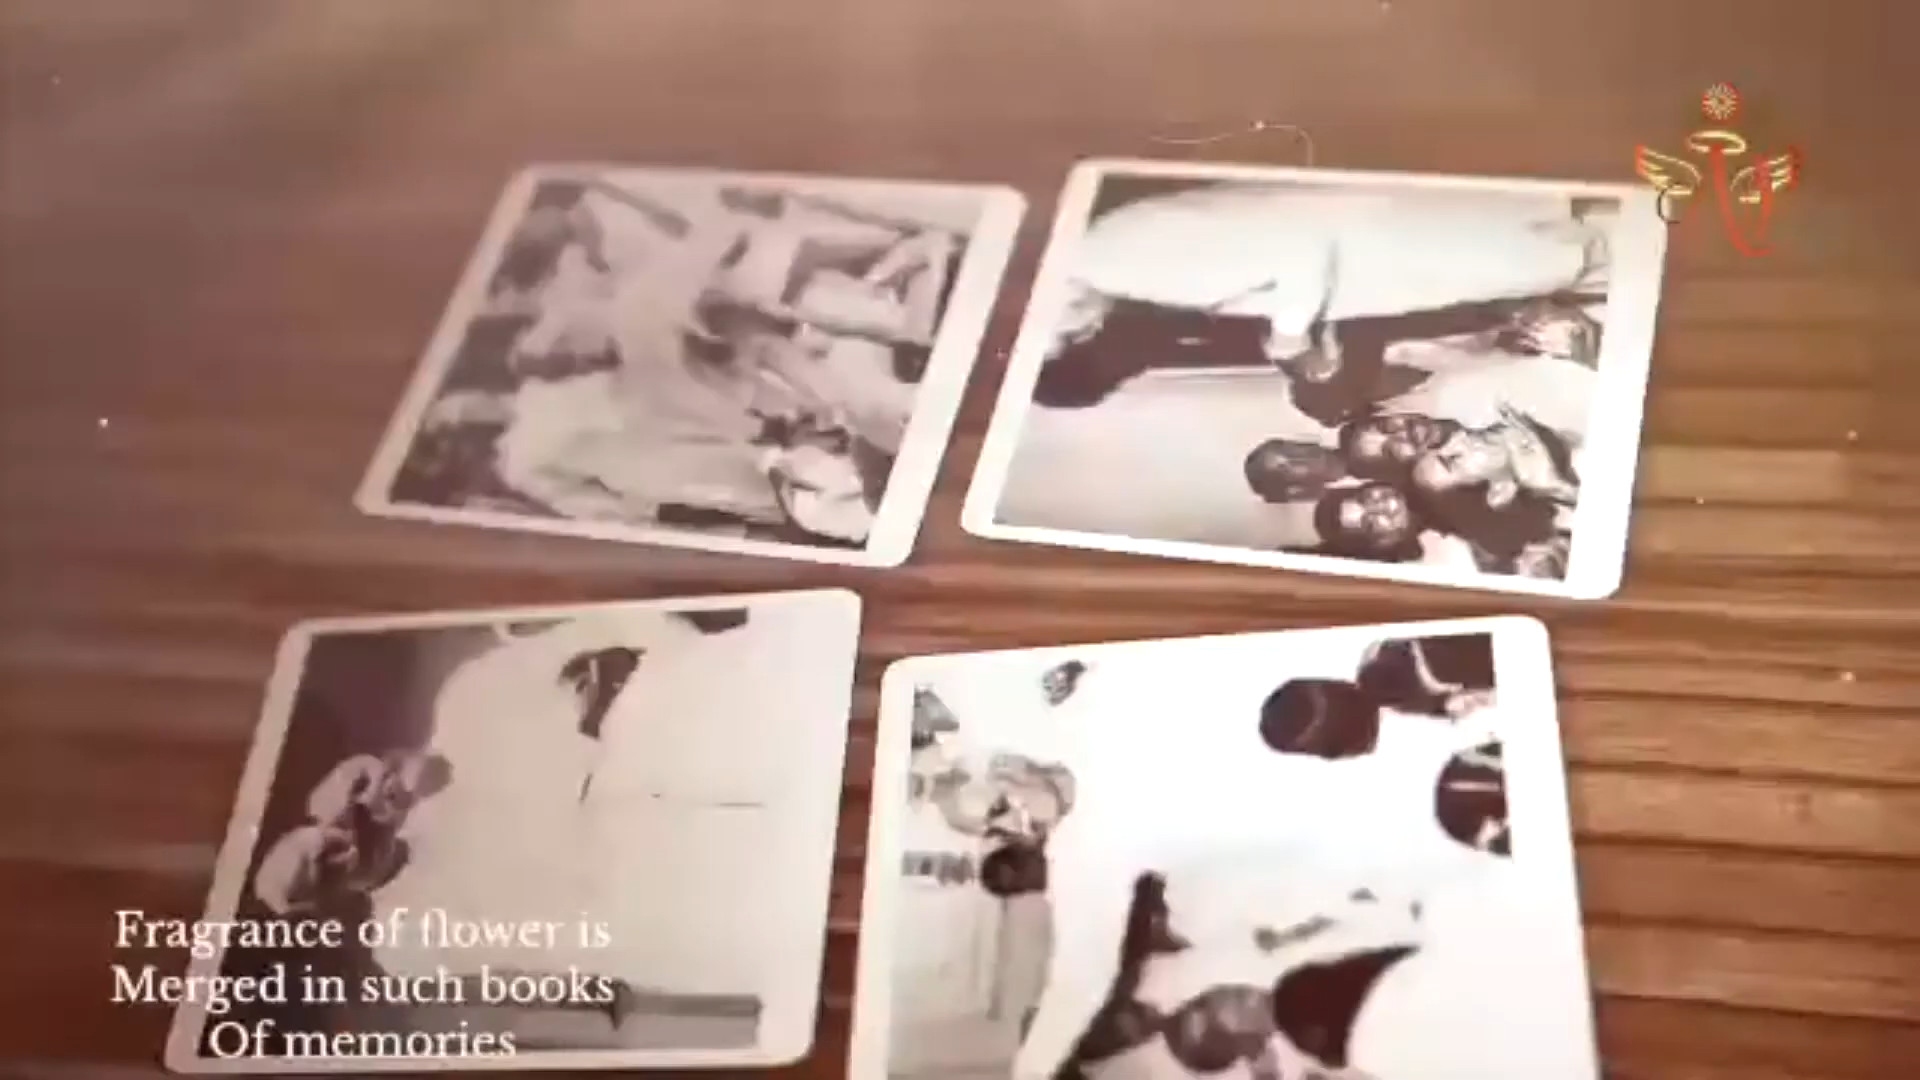 Fragrance of flower is
Merged in such books
Of memories